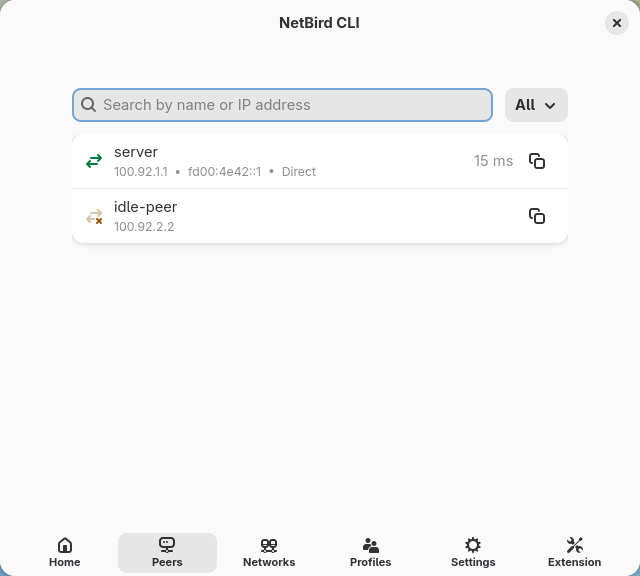 NetBird CLI
Search by name or IP address
All
server
15 ms
100.92.1.1 • fd00:4e42::1 • Direct
idle-peer
100.92.2.2
Home
Peers
Networks
Profiles
Settings
Extension